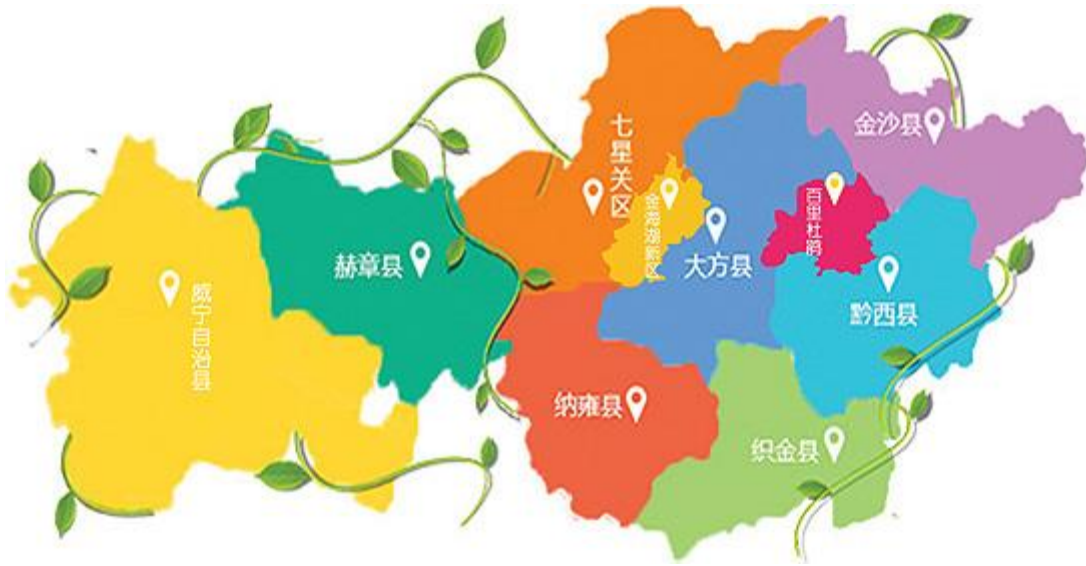 七星关区
金沙县
金海湖新区
百里杜鹃
赫章县
大方县
威宁自治县
黔西县
纳雍县
织金县